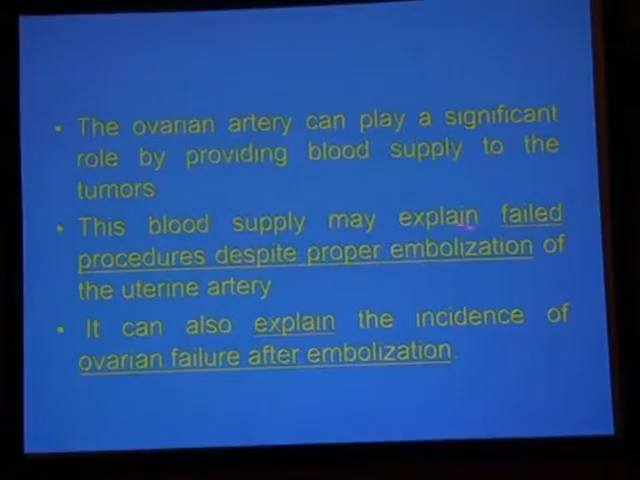 • The ovarian artery can play a significant
role by providing blood supply to the
tumors.
• This blood supply may explain failed
procedures despite proper embolization of
the uterine artery
• It can also explain the incidence of
ovarian failure after embolization.